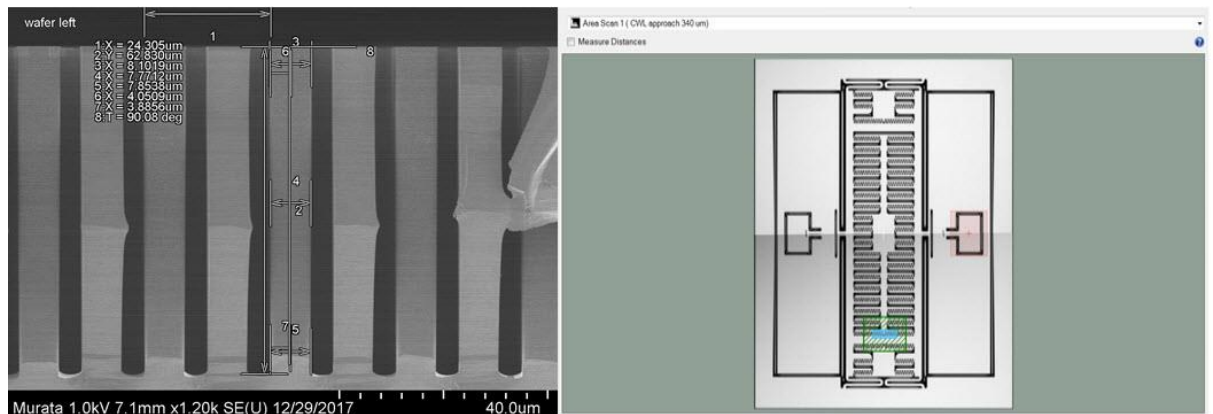 wafer left
1
3
6
8
1 X = 24.305um
2 Y = 62.830um
3 X = 8.1019um
4 X = 7.7712um
5 X = 7.8538um
6 X = 4.0509um
7 X = 3.8856um
8:T = 90.08 deg
4
2
7
5
Murata 1.0kV 7.1mm x1.20k SE(U) 12/29/2017 40.0um
Area Scan 1 ( CWL approach 340 um)
Measure Distances
?